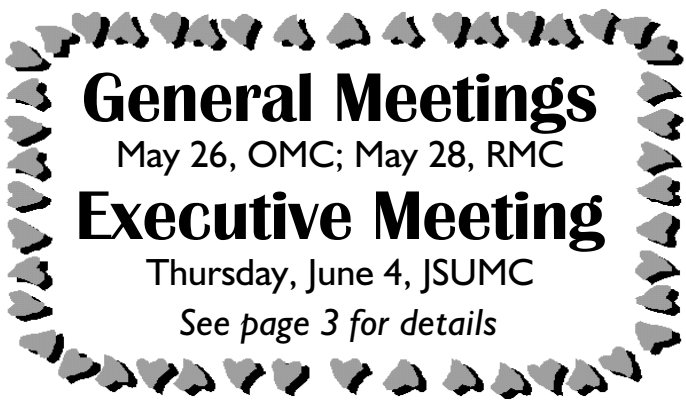 General Meetings
May 26, OMC; May 28, RMC
Executive Meeting
Thursday, June 4, JSUMC
See page 3 for details